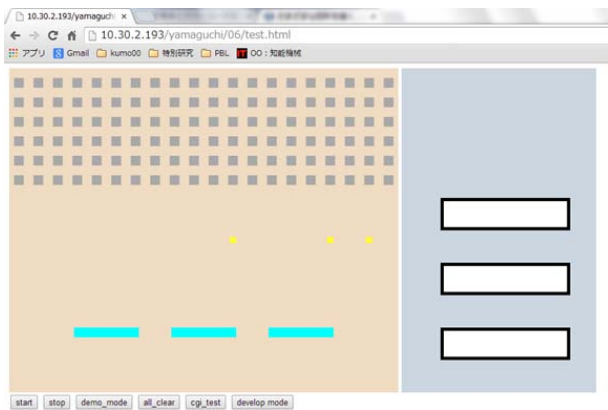 10.30.2.193/yamaguch ×
10.30.2.193/yamaguchi/06/test.html
アプリ Gmail kumo00 特別研究 PBL OO：知能機械
start stop demo_mode all_clear cgi_test develop mode